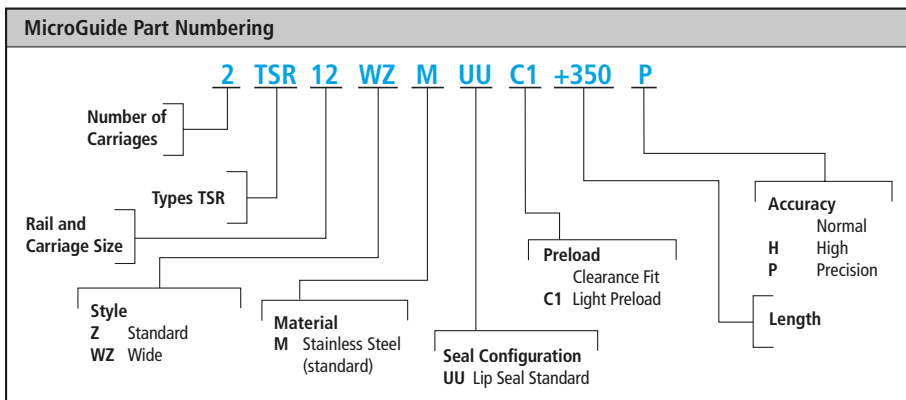 MicroGuide Part Numbering
2 TSR 12 WZ M UU C1 +350 P
Number of
Carriages
Types TSR
Rail and
Carriage Size
Style
Z Standard
WZ Wide
Material
M Stainless Steel
(standard)
Seal Configuration
UU Lip Seal Standard
Preload
Clearance Fit
C1 Light Preload
Accuracy
Normal
H High
P Precision
Length